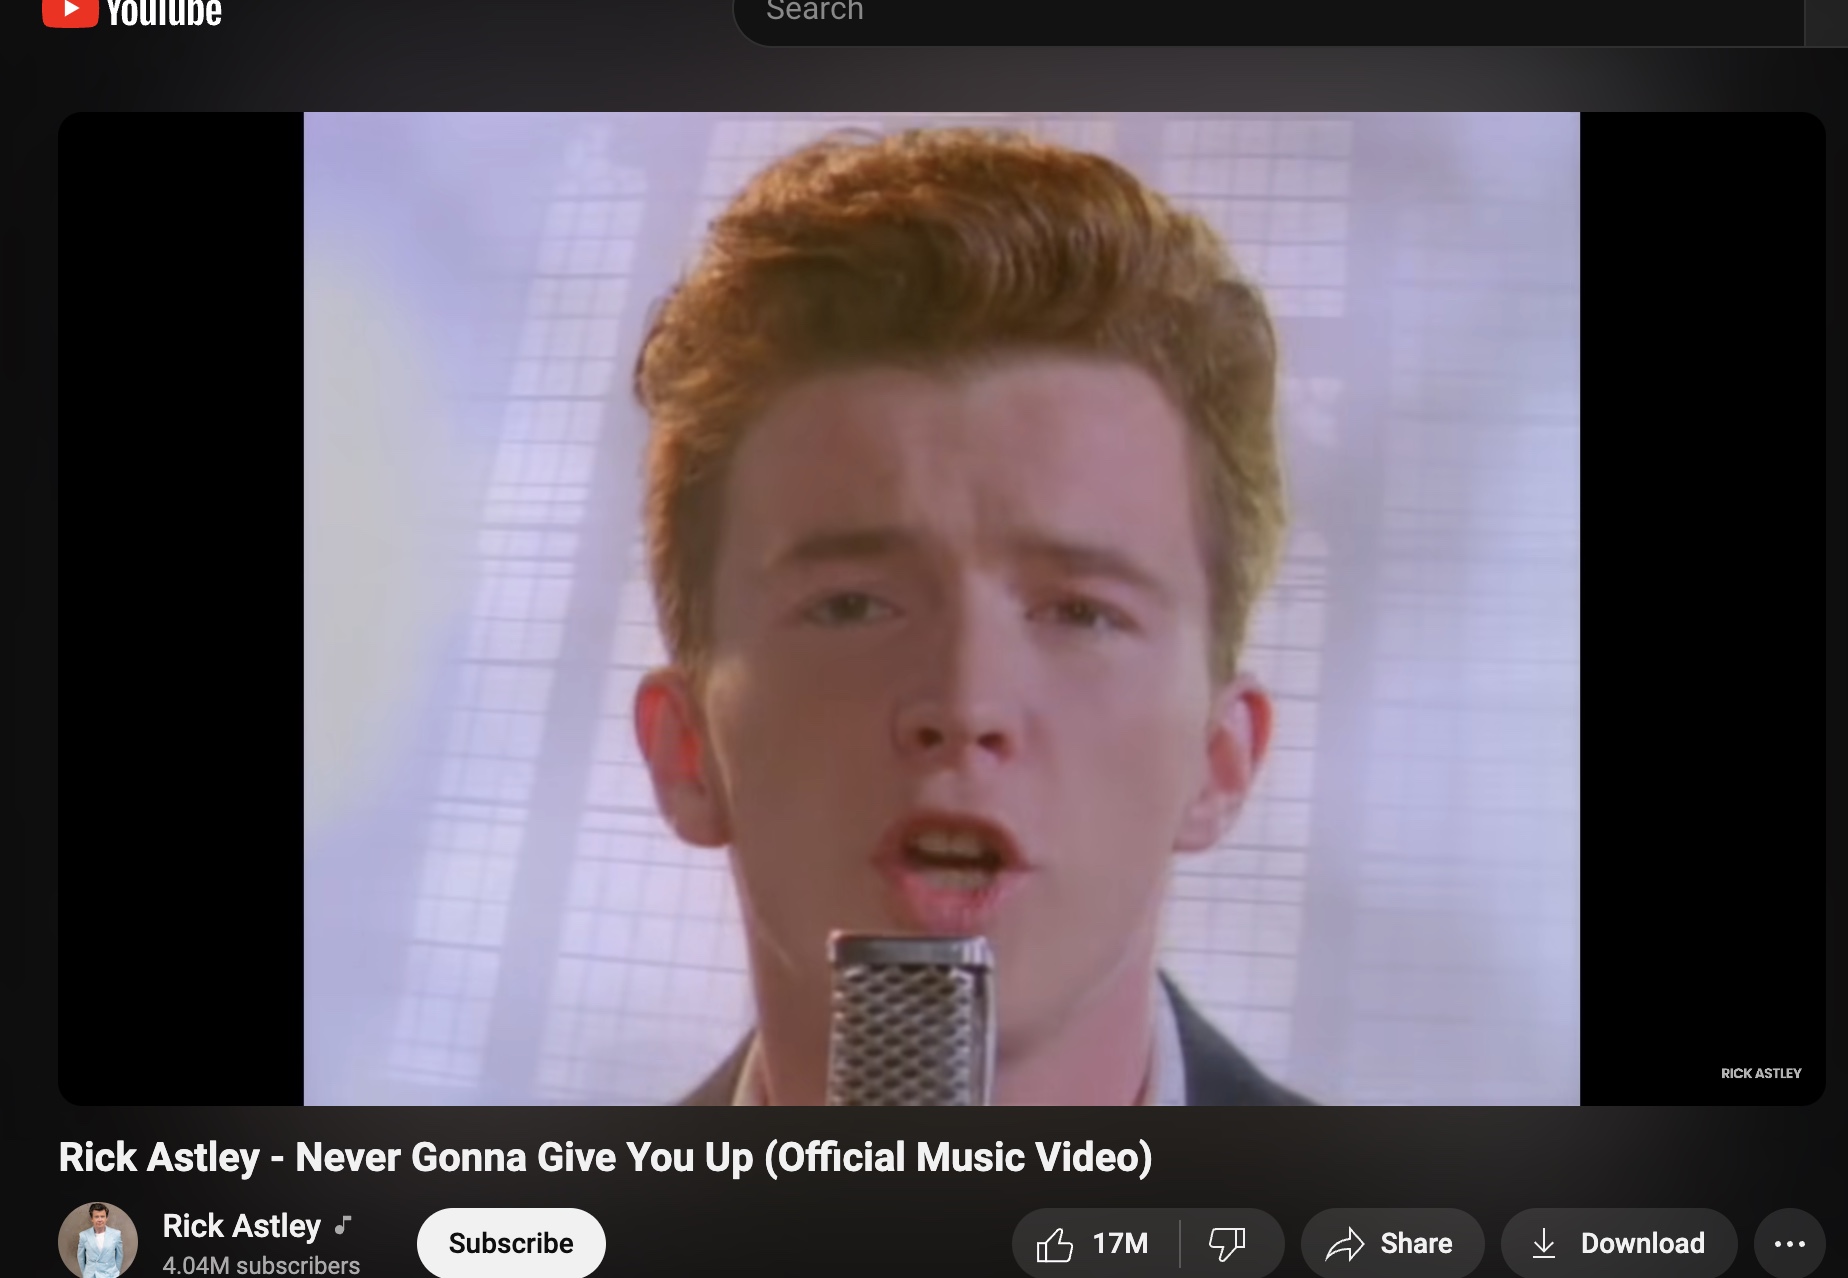 YouTube
Search
RICK ASTLEY
Rick Astley - Never Gonna Give You Up (Official Music Video)
Rick Astley
4.04M subscribers
Subscribe
17M
Share
Download